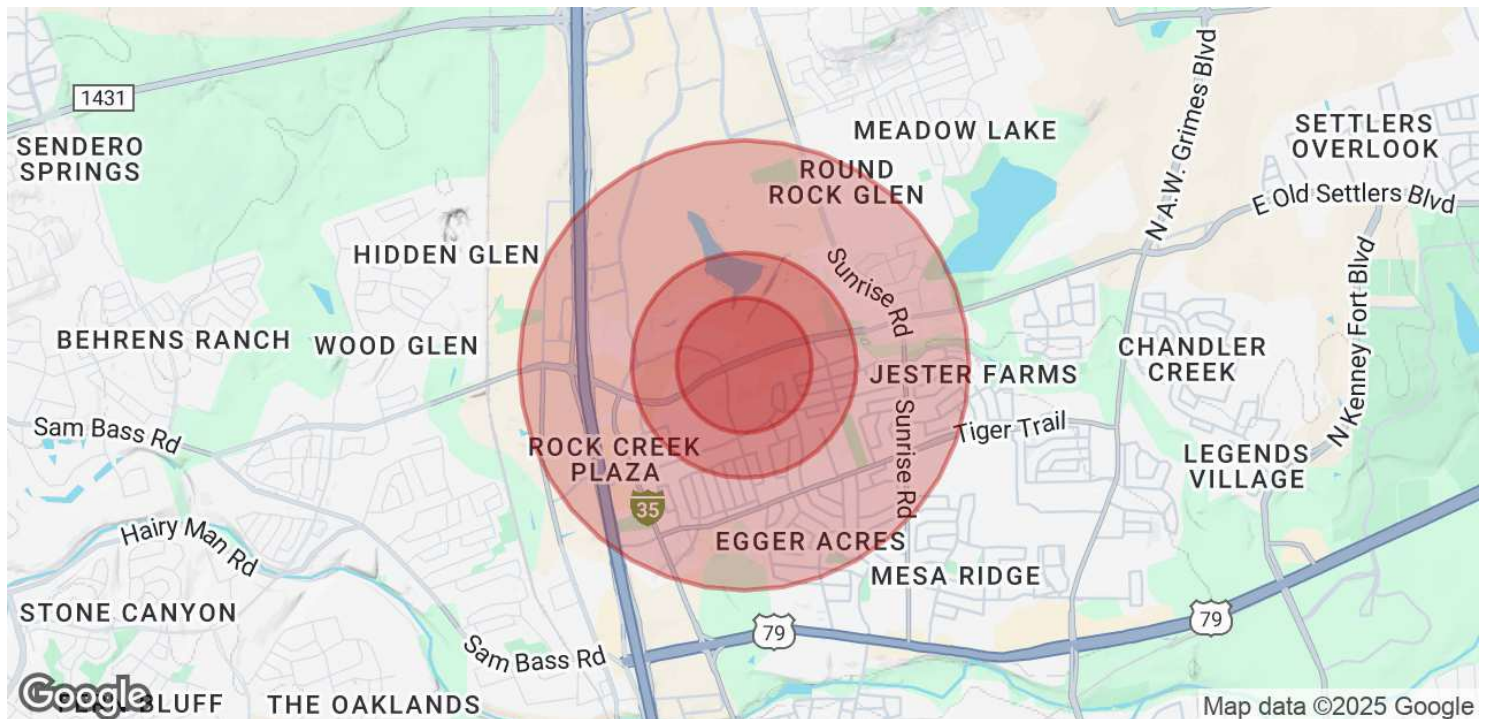 1431
SENDERO
SPRINGS
MEADOW LAKE
SETTLERS
OVERLOOK
ROUND
ROCK GLEN
N A.W. Grimes Blvd
E Old Settlers Blvd
HIDDEN GLEN
Sunrise Rd
N Kenney Fort Blvd
BEHRENS RANCH
WOOD GLEN
CHANDLER
CREEK
JESTER FARMS
Sam Bass Rd
Sunrise Rd
Tiger Trail
ROCK CREEK
PLAZA
LEGENDS
VILLAGE
35
Hairy Man Rd
EGGER ACRES
MESA RIDGE
STONE CANYON
79
79
Sam Bass Rd
Google
BLUFF
THE OAKLANDS
Map data ©2025 Google